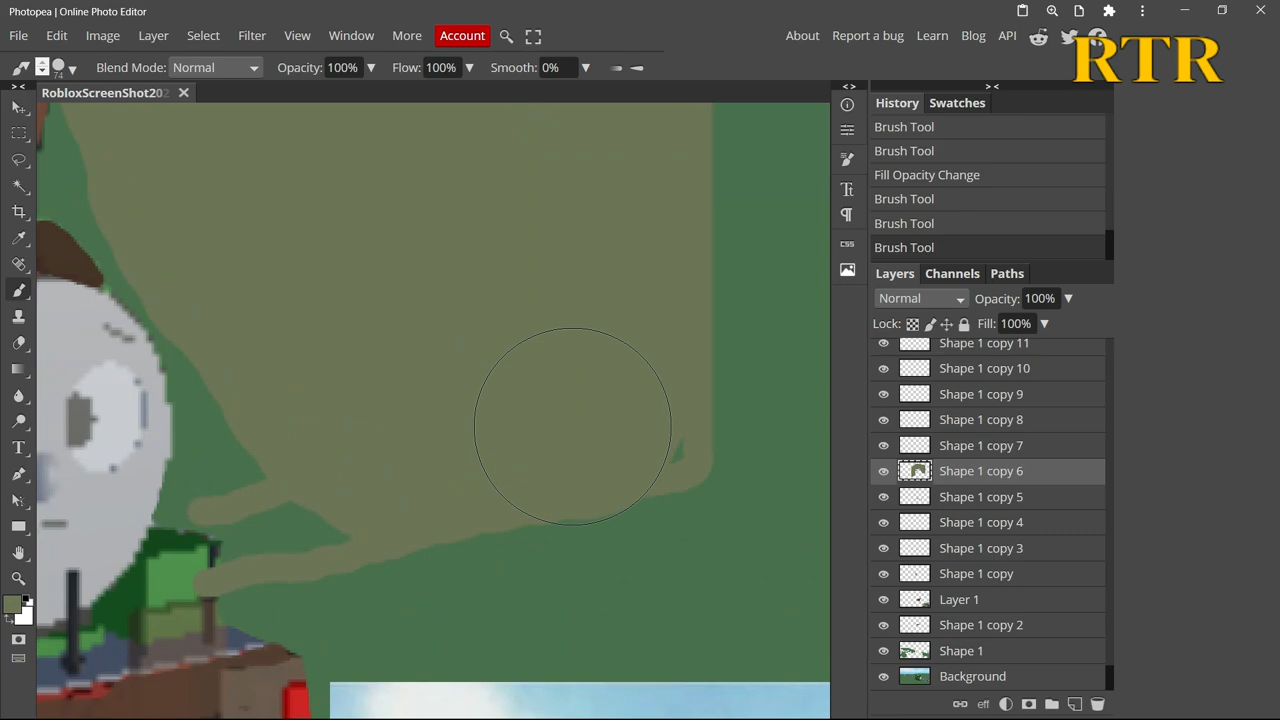 Photopea | Online Photo Editor
File Edit Image Layer Select Filter View Window More Account
About Report a bug Learn Blog API
RTR
74 Blend Mode: Normal Opacity: 100% Flow: 100% Smooth: 0%
RobloxScreenShot202
> <
< >
> <
History Swatches
Brush Tool
Brush Tool
Fill Opacity Change
Brush Tool
Brush Tool
Brush Tool
CSS
Layers Channels Paths
Normal Opacity: 100%
Lock: Fill: 100%
Shape 1 copy 11
Shape 1 copy 10
Shape 1 copy 9
Shape 1 copy 8
Shape 1 copy 7
Shape 1 copy 6
Shape 1 copy 5
Shape 1 copy 4
Shape 1 copy 3
Shape 1 copy
Layer 1
Shape 1 copy 2
Shape 1
Background
eff